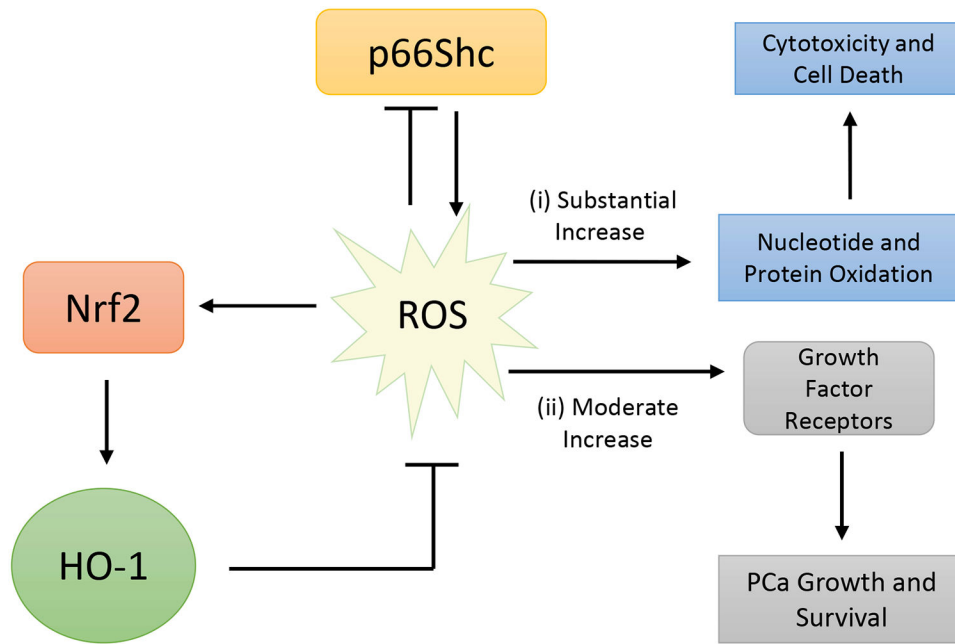 p66Shc
Cytotoxicity and
Cell Death
(i) Substantial
Increase
Nucleotide and
Protein Oxidation
Nrf2
ROS
Growth
Factor
Receptors
(ii) Moderate
Increase
HO-1
PCa Growth and
Survival